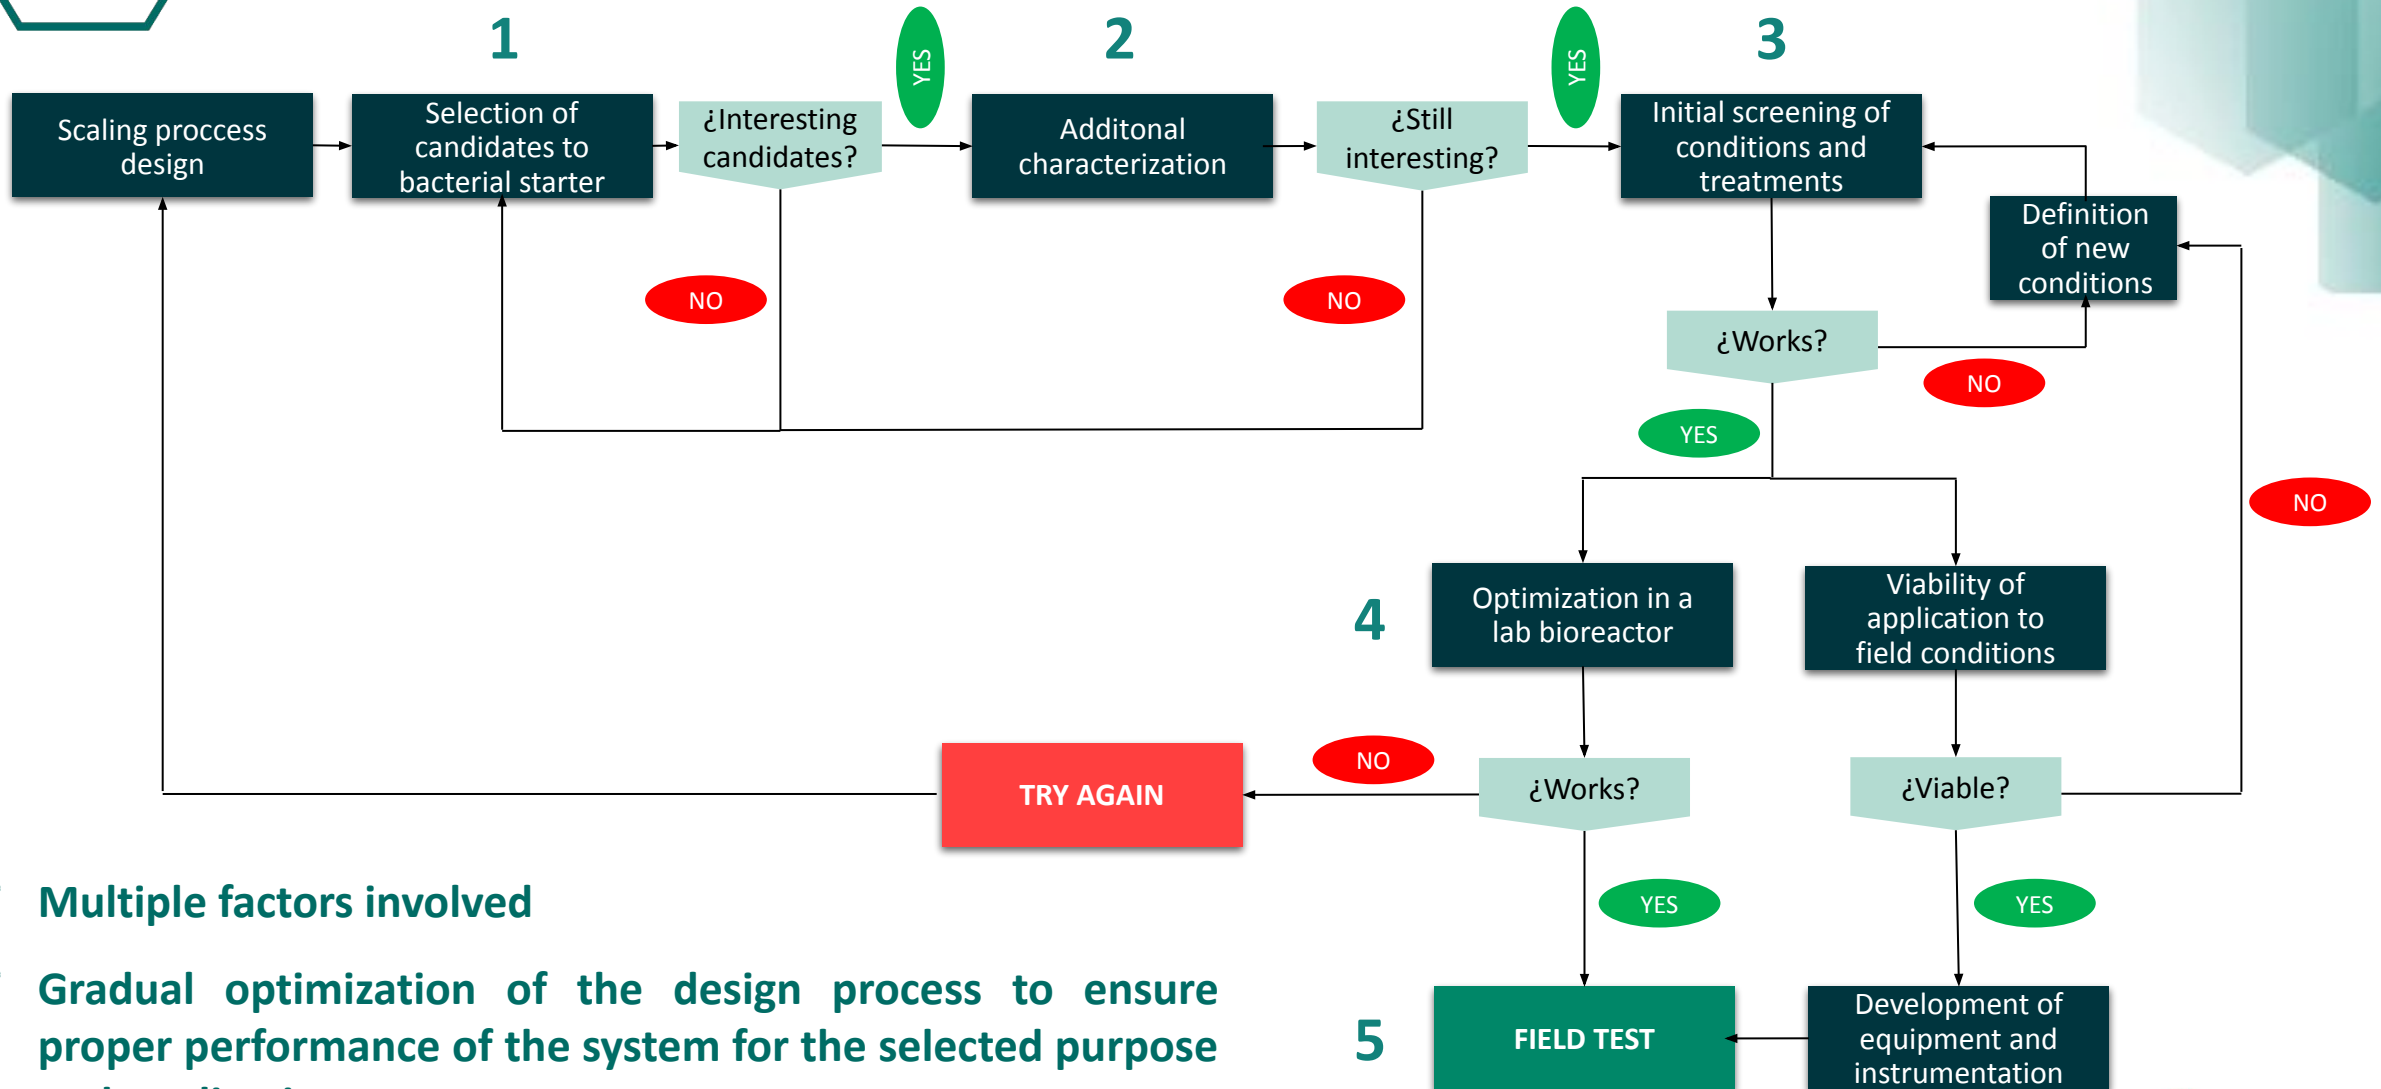 1
2
3
YES
YES
Scaling proccess
design
Selection of
candidates to
bacterial starter
¿Interesting
candidates?
Additonal
characterization
¿Still
interesting?
Initial screening of
conditions and
treatments
Definition
of new
conditions
NO
NO
¿Works?
NO
YES
NO
4
Optimization in a
lab bioreactor
Viability of
application to
field conditions
TRY AGAIN
NO
¿Works?
¿Viable?
YES
YES
Multiple factors involved
Gradual optimization of the design process to ensure
proper performance of the system for the selected purpose
5
FIELD TEST
Development of
equipment and
instrumentation